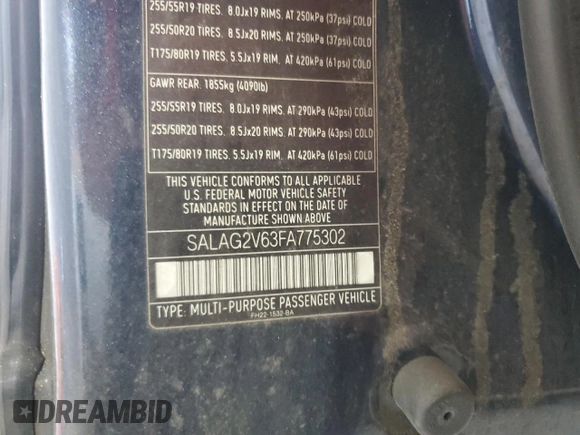 255/55R19 TIRES. 8.0Jx19 RIMS. AT 250kPa (37psi) COLD
255/50R20 TIRES. 8.5Jx20 RIMS. AT 250kPa (37psi) COLD
T175/80R19 TIRES. 5.5Jx19 RIM. AT 420kPa (61psi) COLD
GAWR REAR. 1855kg (4090lb)
255/55R19 TIRES. 8.0Jx19 RIMS. AT 290kPa (43psi) COLD
255/50R20 TIRES. 8.5Jx20 RIMS. AT 290kPa (43psi) COLD
T175/80R19 TIRES. 5.5Jx19 RIM. AT 420kPa (61psi) COLD
THIS VEHICLE CONFORMS TO ALL APPLICABLE
U.S. FEDERAL MOTOR VEHICLE SAFETY
STANDARDS IN EFFECT ON THE DATE OF
MANUFACTURE SHOWN ABOVE
SALAG2V63FA775302
TYPE: MULTI-PURPOSE PASSENGER VEHICLE
FH22-1532-BA
DREAMBID